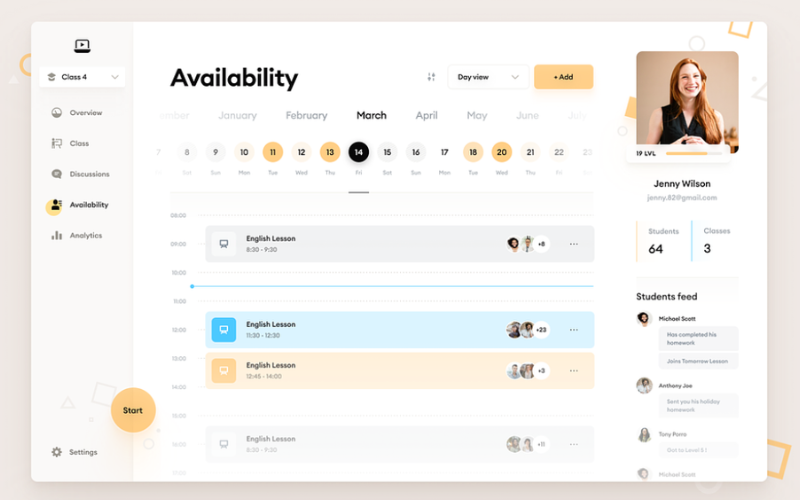 Class 4
Overview
Class
Discussions
Availability
Analytics
Start
Settings
Availability
Day view
+ Add
January February March April May June
7 8 9 10 11 12 13 14 15 16 17 18 19 20 21 22 23
Sat Sun Mon Tue Wed Thu Fri Sat Sun Mon Tue Wed Thu Fri Sat
08:00
09:00
English Lesson
8:30 - 9:30
+8
10:00
11:00
12:00
English Lesson
11:30 - 12:30
+23
13:00
English Lesson
12:45 - 14:00
+3
14:00
15:00
English Lesson
8:30 - 9:30
+11
19 LVL
Jenny Wilson
jenny.82@gmail.com
Students
64
Classes
3
Students feed
Michael Scott
Has completed his
homework
Joins Tomorrow Lesson
Anthony Joe
Sent you his holiday
homework
Tony Porra
Got to Level 5 !
Michael Scott